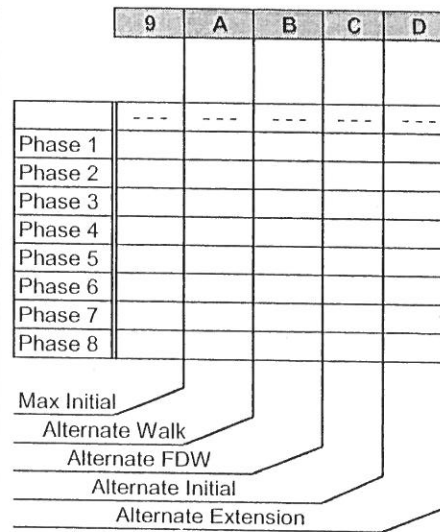 9 A B C D
--- --- --- --- ---
Phase 1
Phase 2
Phase 3
Phase 4
Phase 5
Phase 6
Phase 7
Phase 8
Max Initial
Alternate Walk
Alternate FDW
Alternate Initial
Alternate Extension